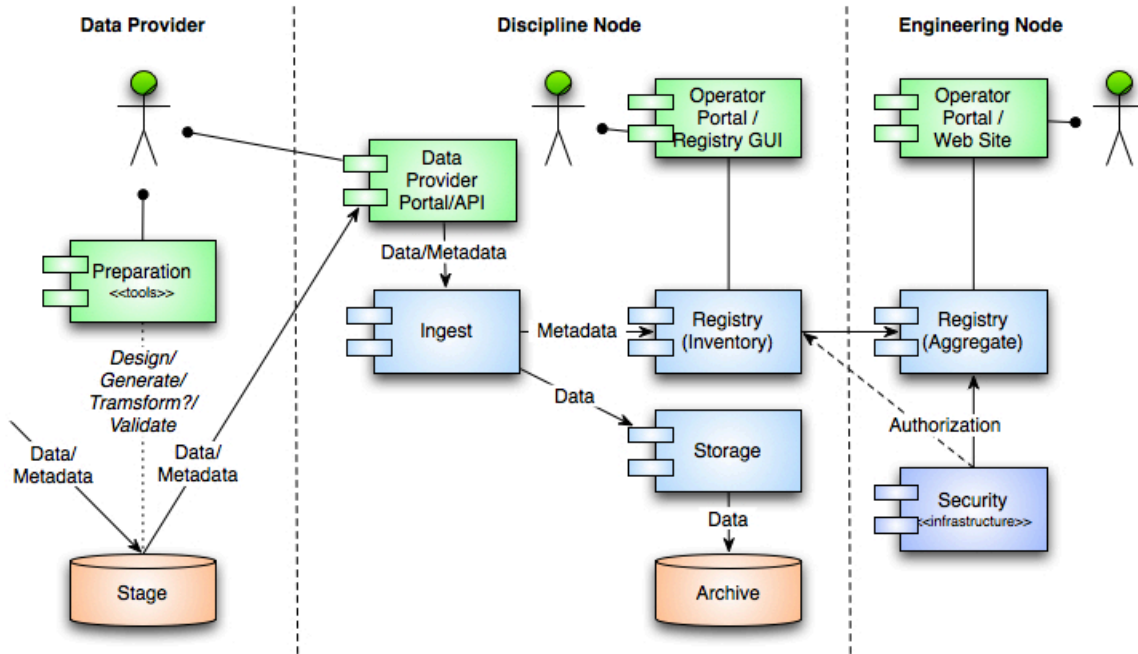 Data Provider
Discipline Node
Engineering Node
Operator
Portal /
Registry GUI
Operator
Portal /
Web Site
Data
Provider
Portal/API
Data/Metadata
Preparation
<<tools>>
Ingest
Metadata
Registry
(Inventory)
Registry
(Aggregate)
Design/
Generate/
Tramsform?/
Validate
Data
Authorization
Data/
Metadata
Data/
Metadata
Storage
Security
<<infrastructure>>
Data
Stage
Archive